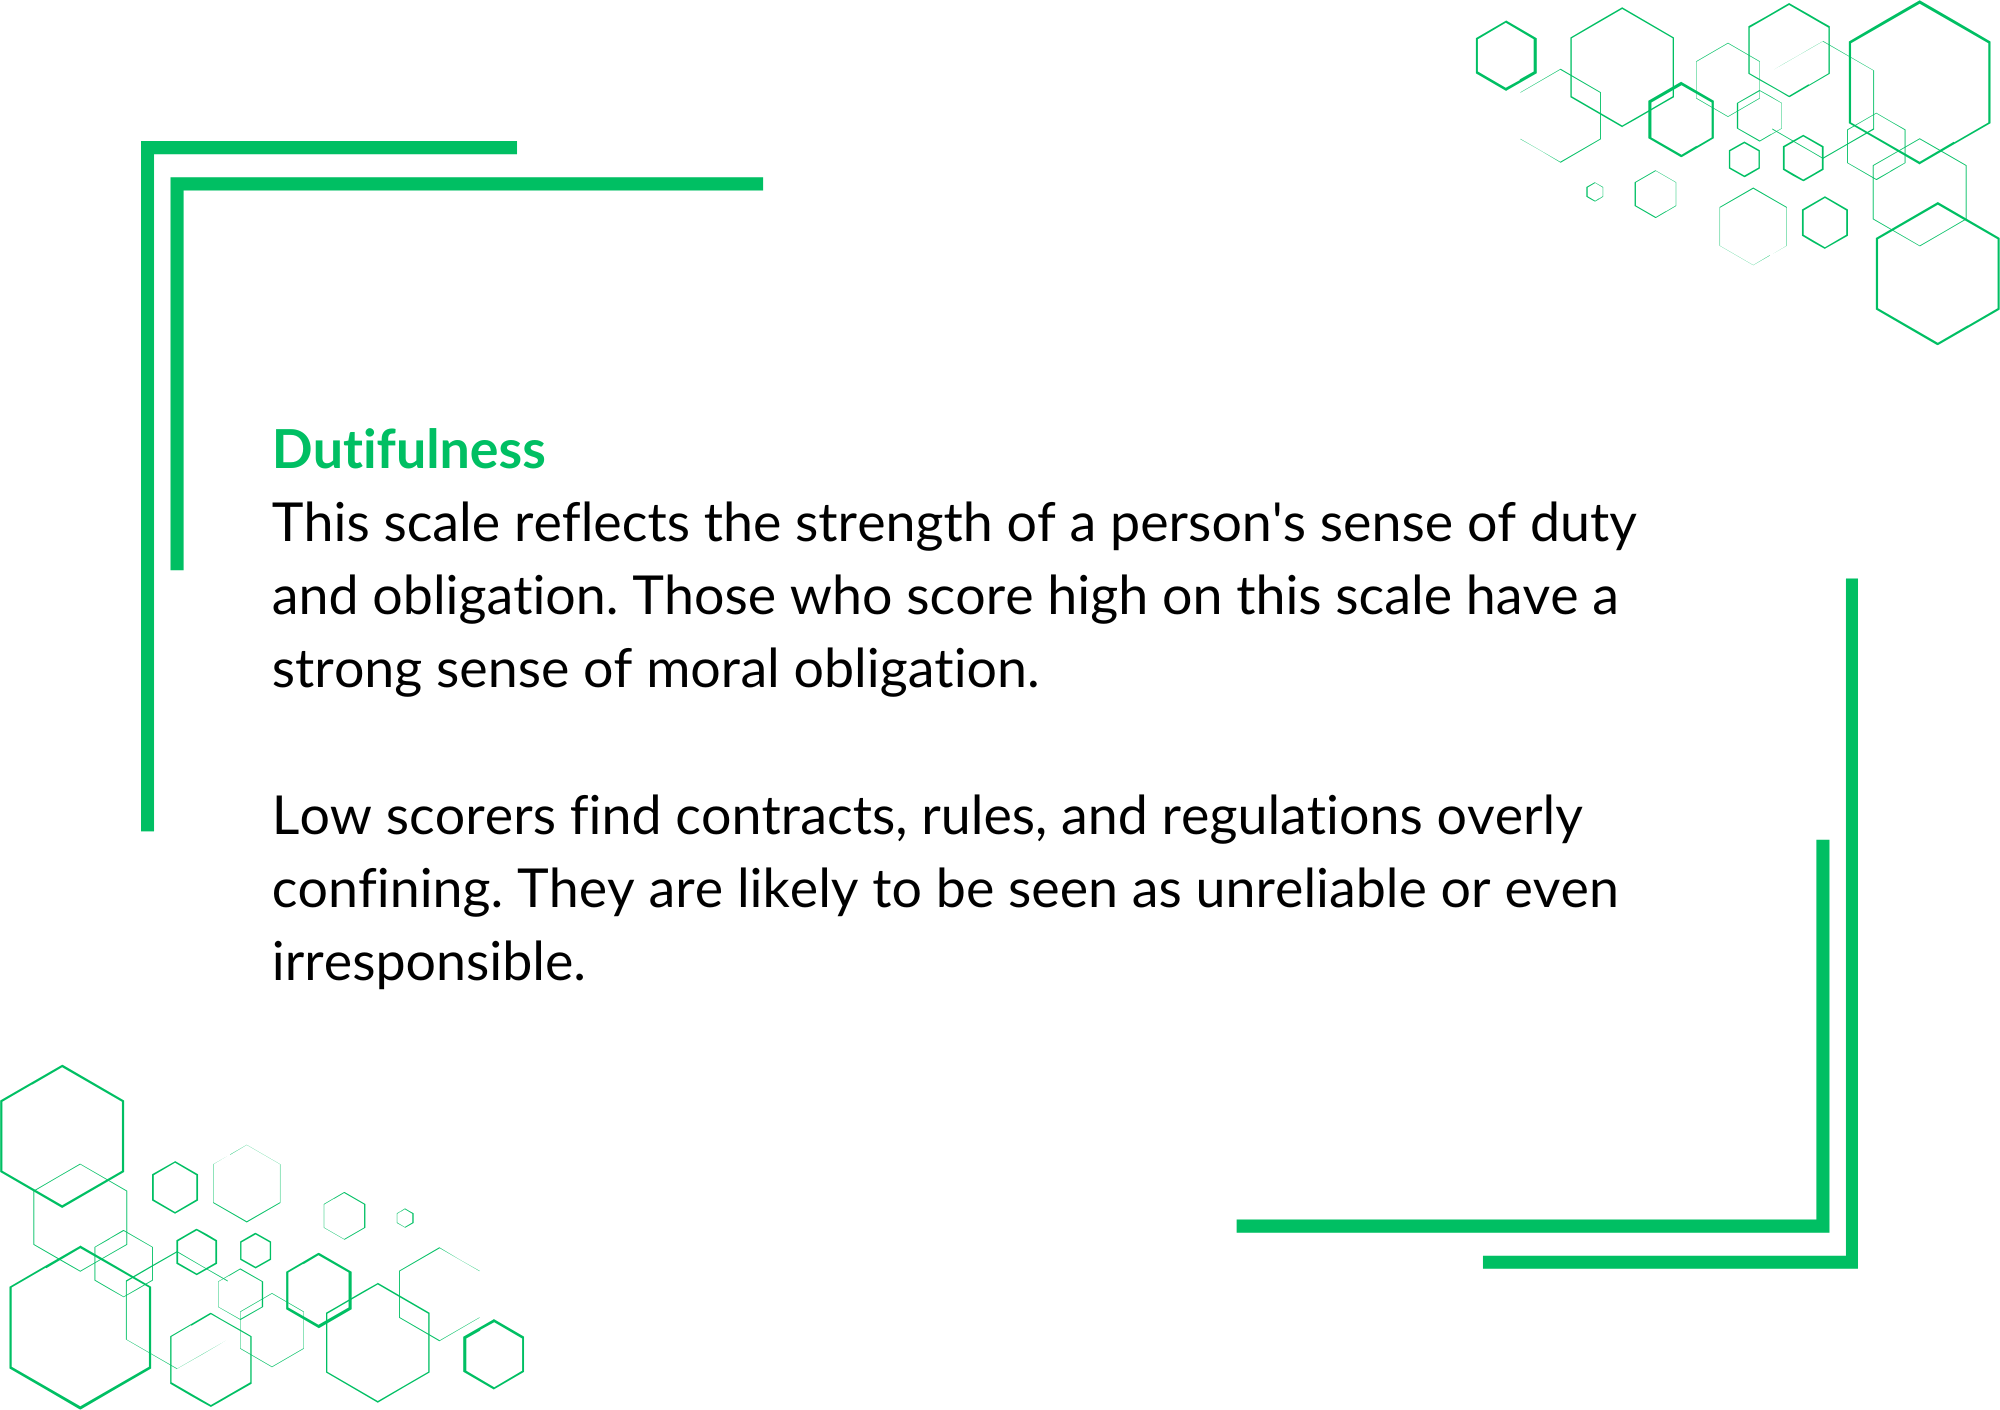 Dutifulness
This scale reflects the strength of a person's sense of duty
and obligation. Those who score high on this scale have a
strong sense of moral obligation.
Low scorers find contracts, rules, and regulations overly
confining. They are likely to be seen as unreliable or even
irresponsible.